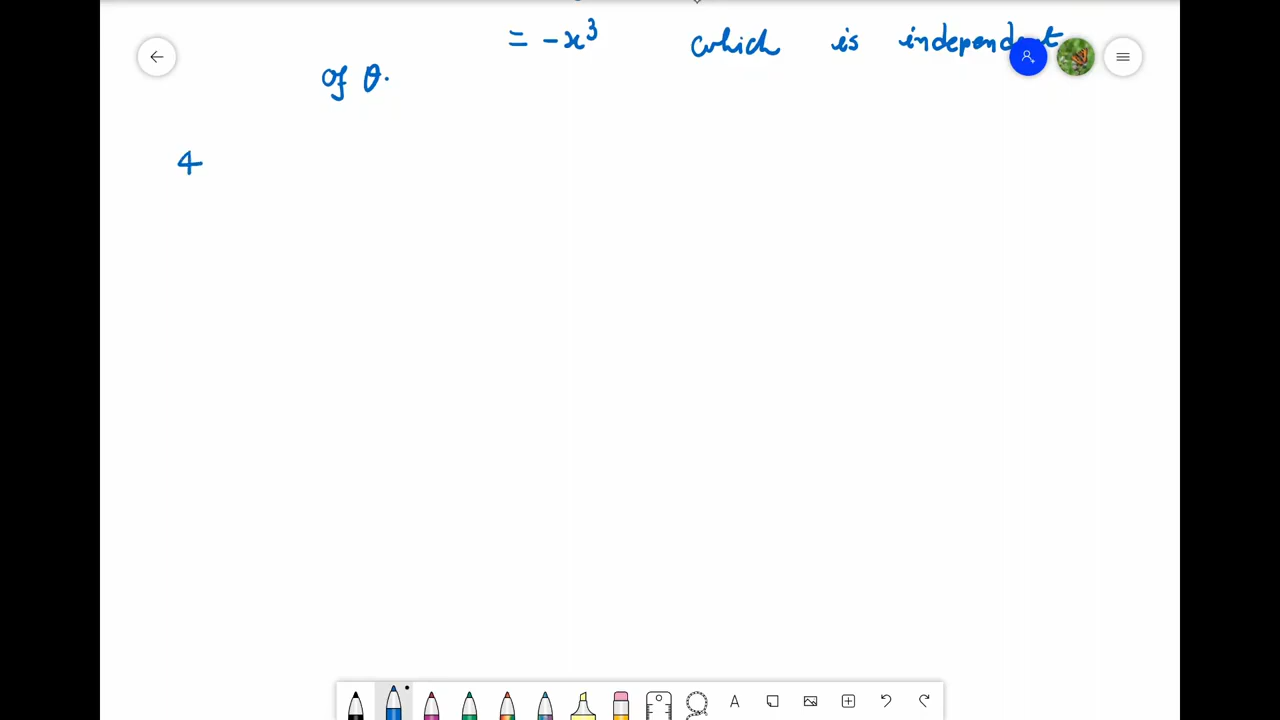 = -x³ which is independent
of θ.
4
A